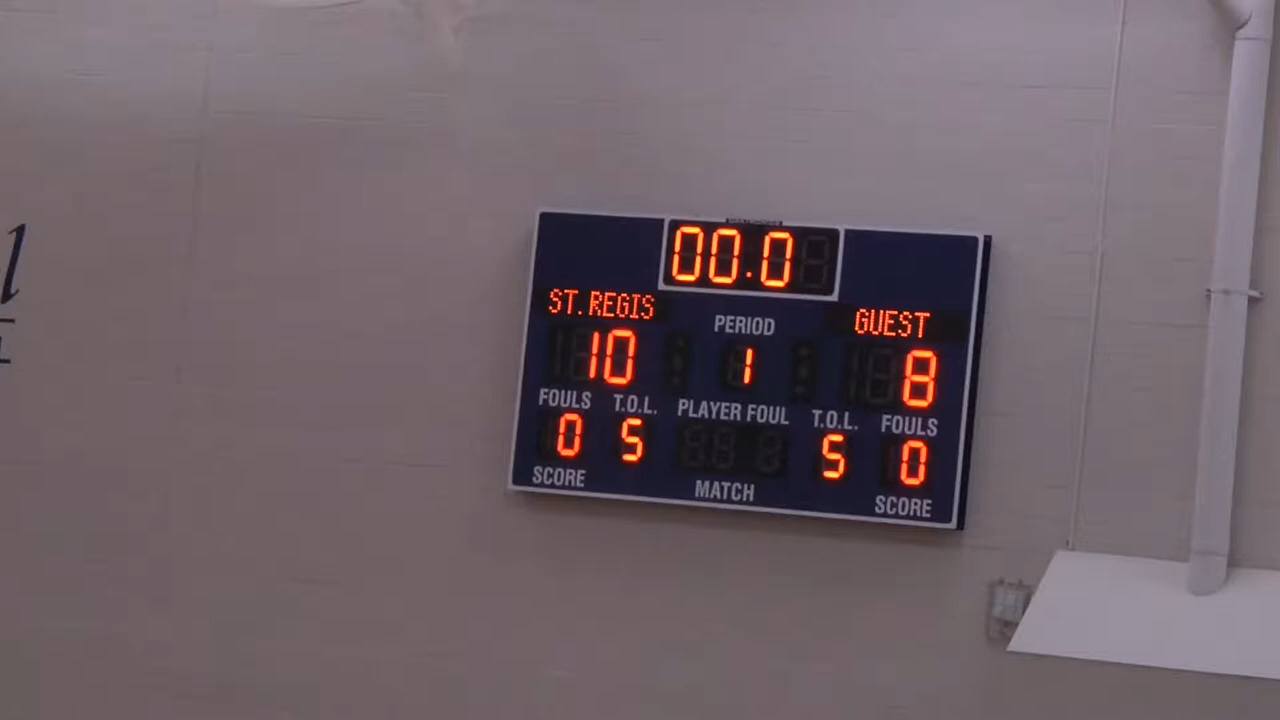 l
00.0
ST.REGIS GUEST
PERIOD
10 1 8
FOULS T.O.L. PLAYER FOUL T.O.L. FOULS
0 5 5 0
SCORE MATCH SCORE